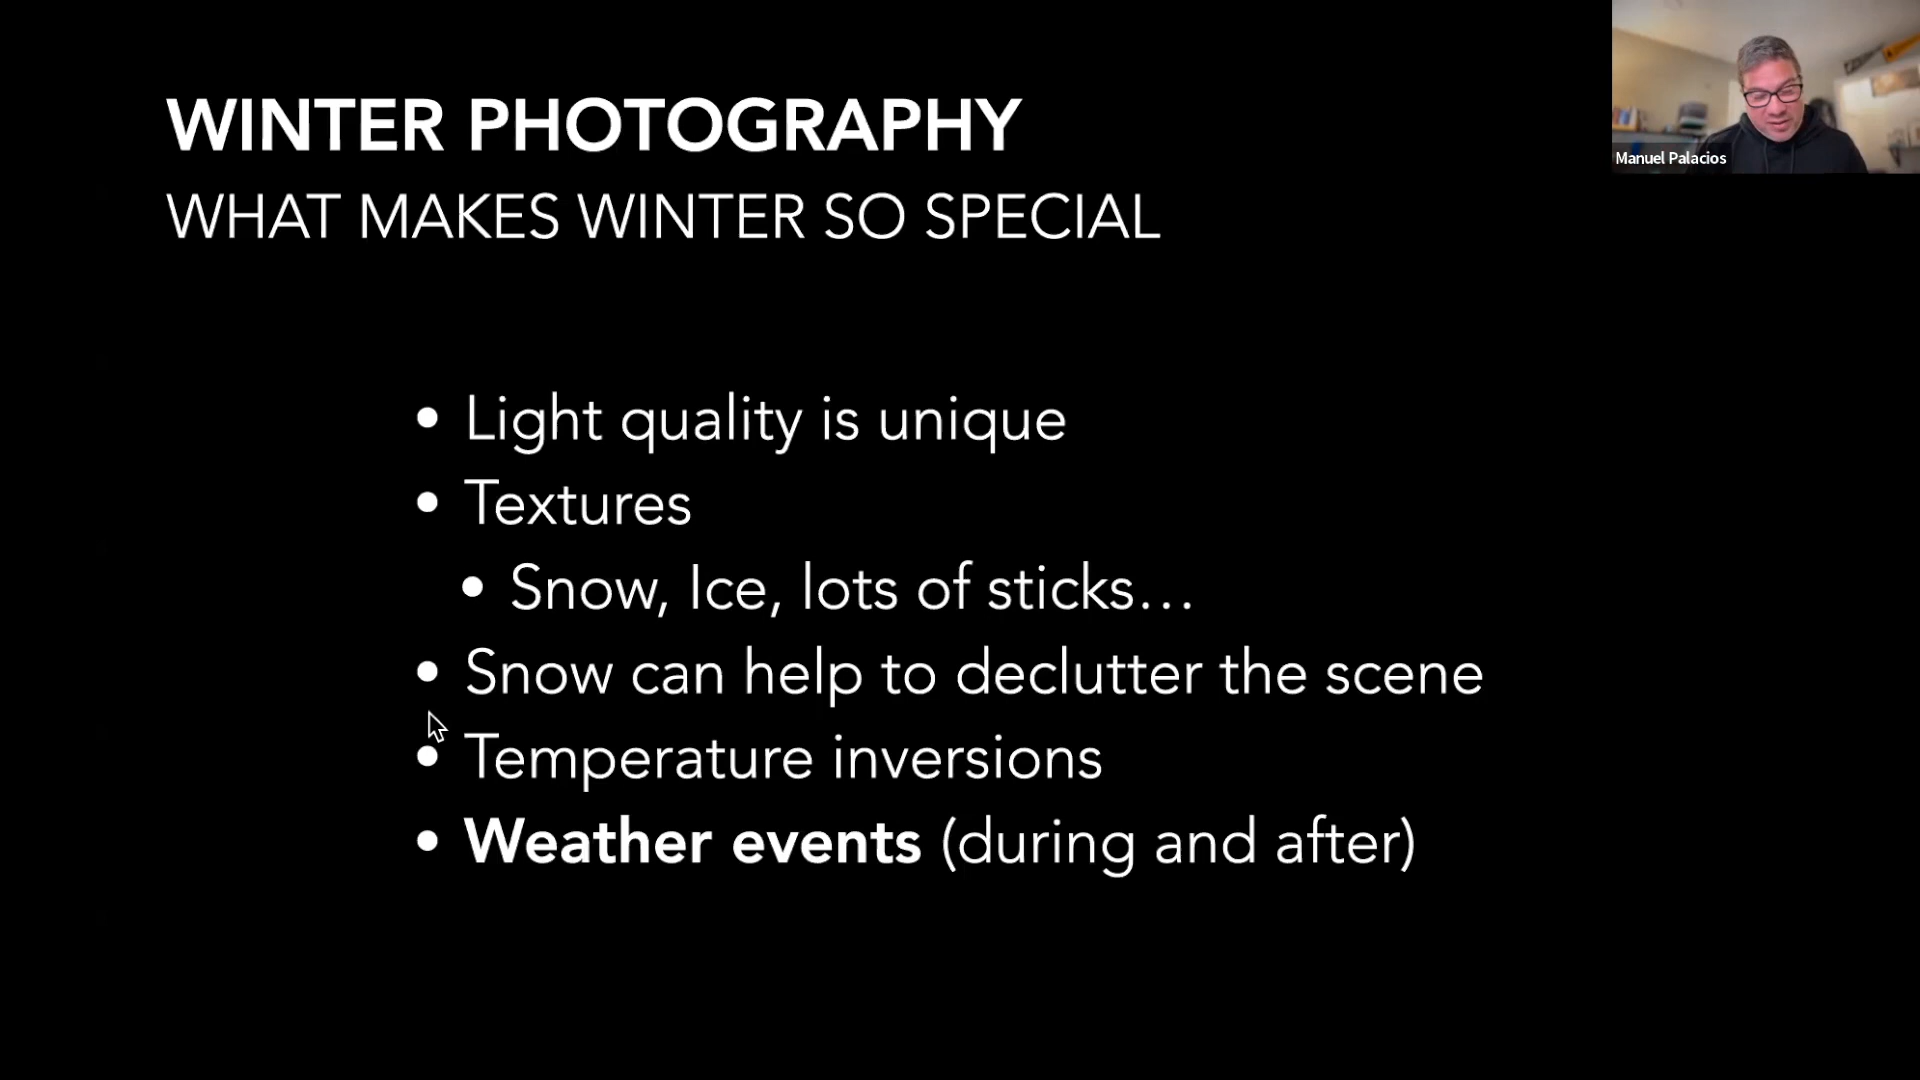 WINTER PHOTOGRAPHY
WHAT MAKES WINTER SO SPECIAL
Manuel Palacios
• Light quality is unique
• Textures
• Snow, Ice, lots of sticks…
• Snow can help to declutter the scene
• Temperature inversions
• Weather events (during and after)